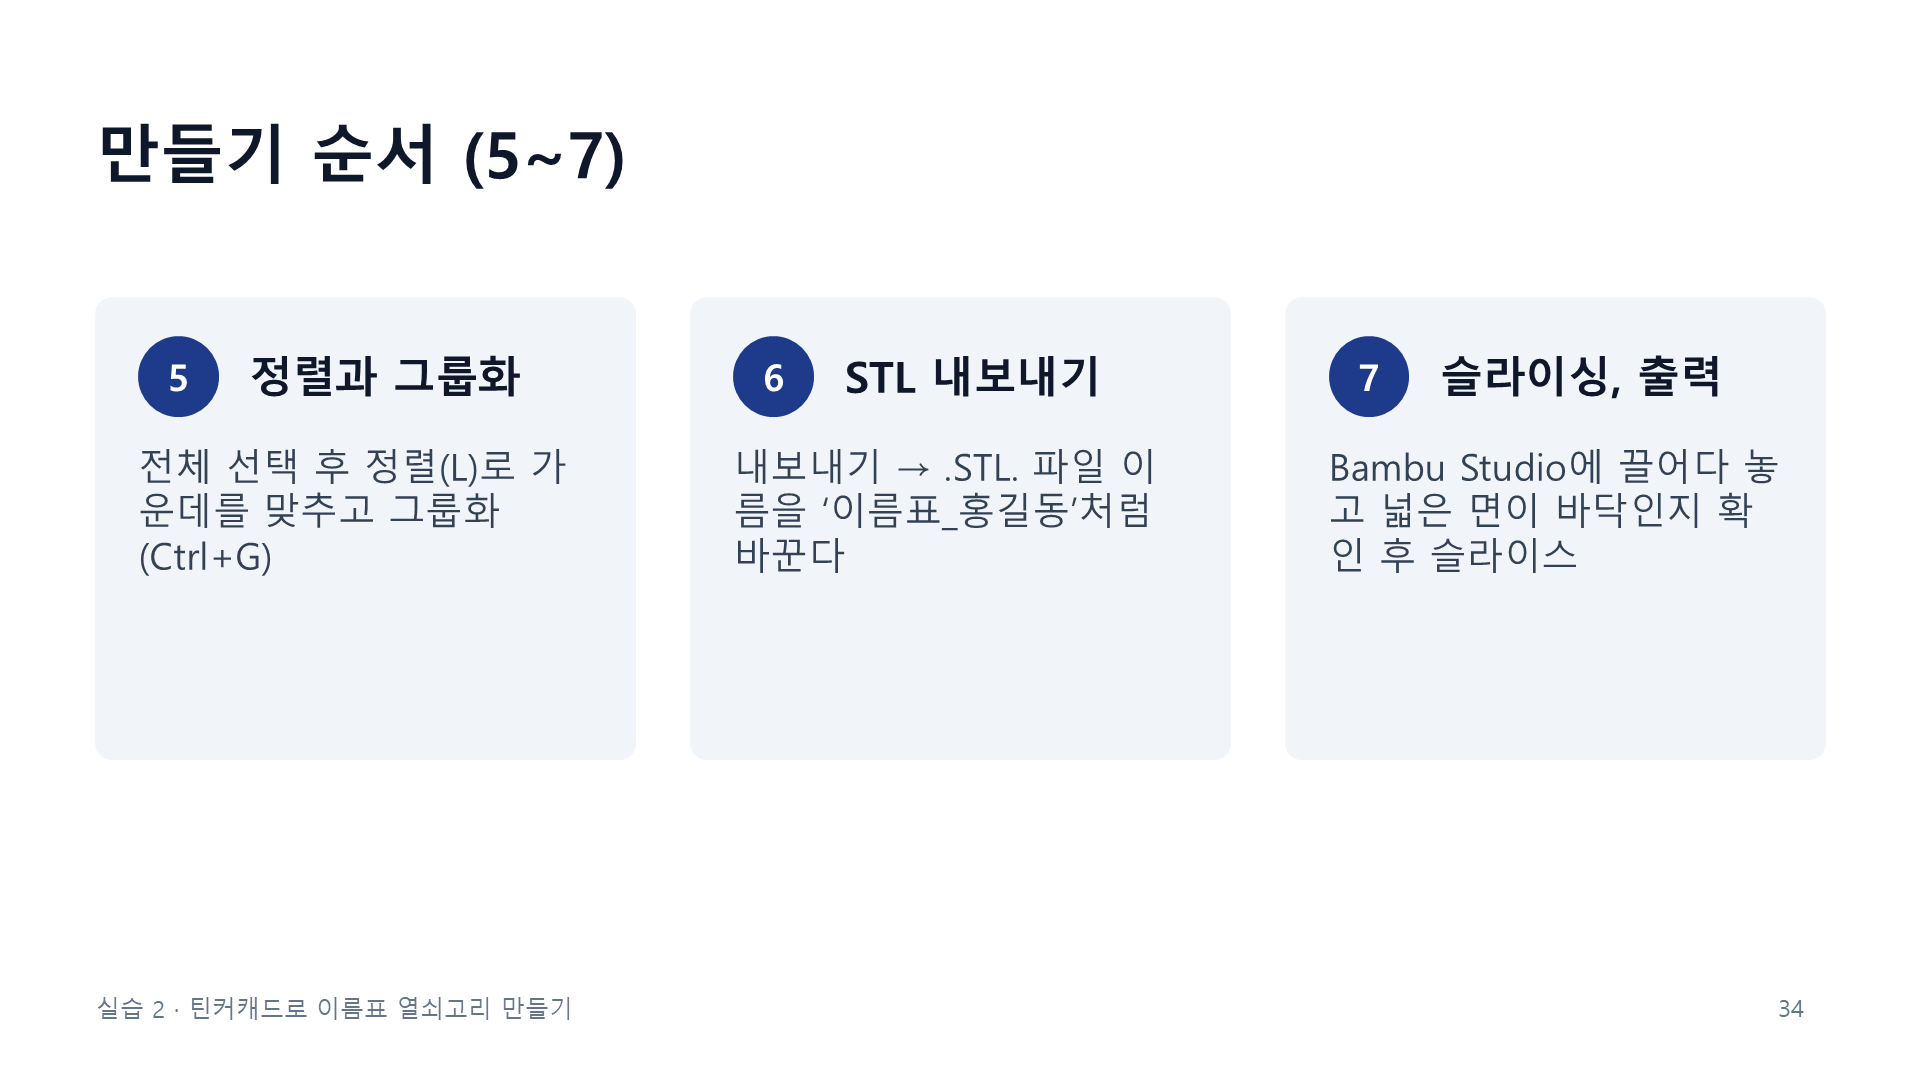 만들기 순서 (5~7)
5 정렬과 그룹화
전체 선택 후 정렬(L)로 가
운데를 맞추고 그룹화
(Ctrl+G)
6 STL 내보내기
내보내기 → .STL. 파일 이
름을 ‘이름표_홍길동’처럼
바꾼다
7 슬라이싱, 출력
Bambu Studio에 끌어다 놓
고 넓은 면이 바닥인지 확
인 후 슬라이스
실습 2 · 틴커캐드로 이름표 열쇠고리 만들기
34